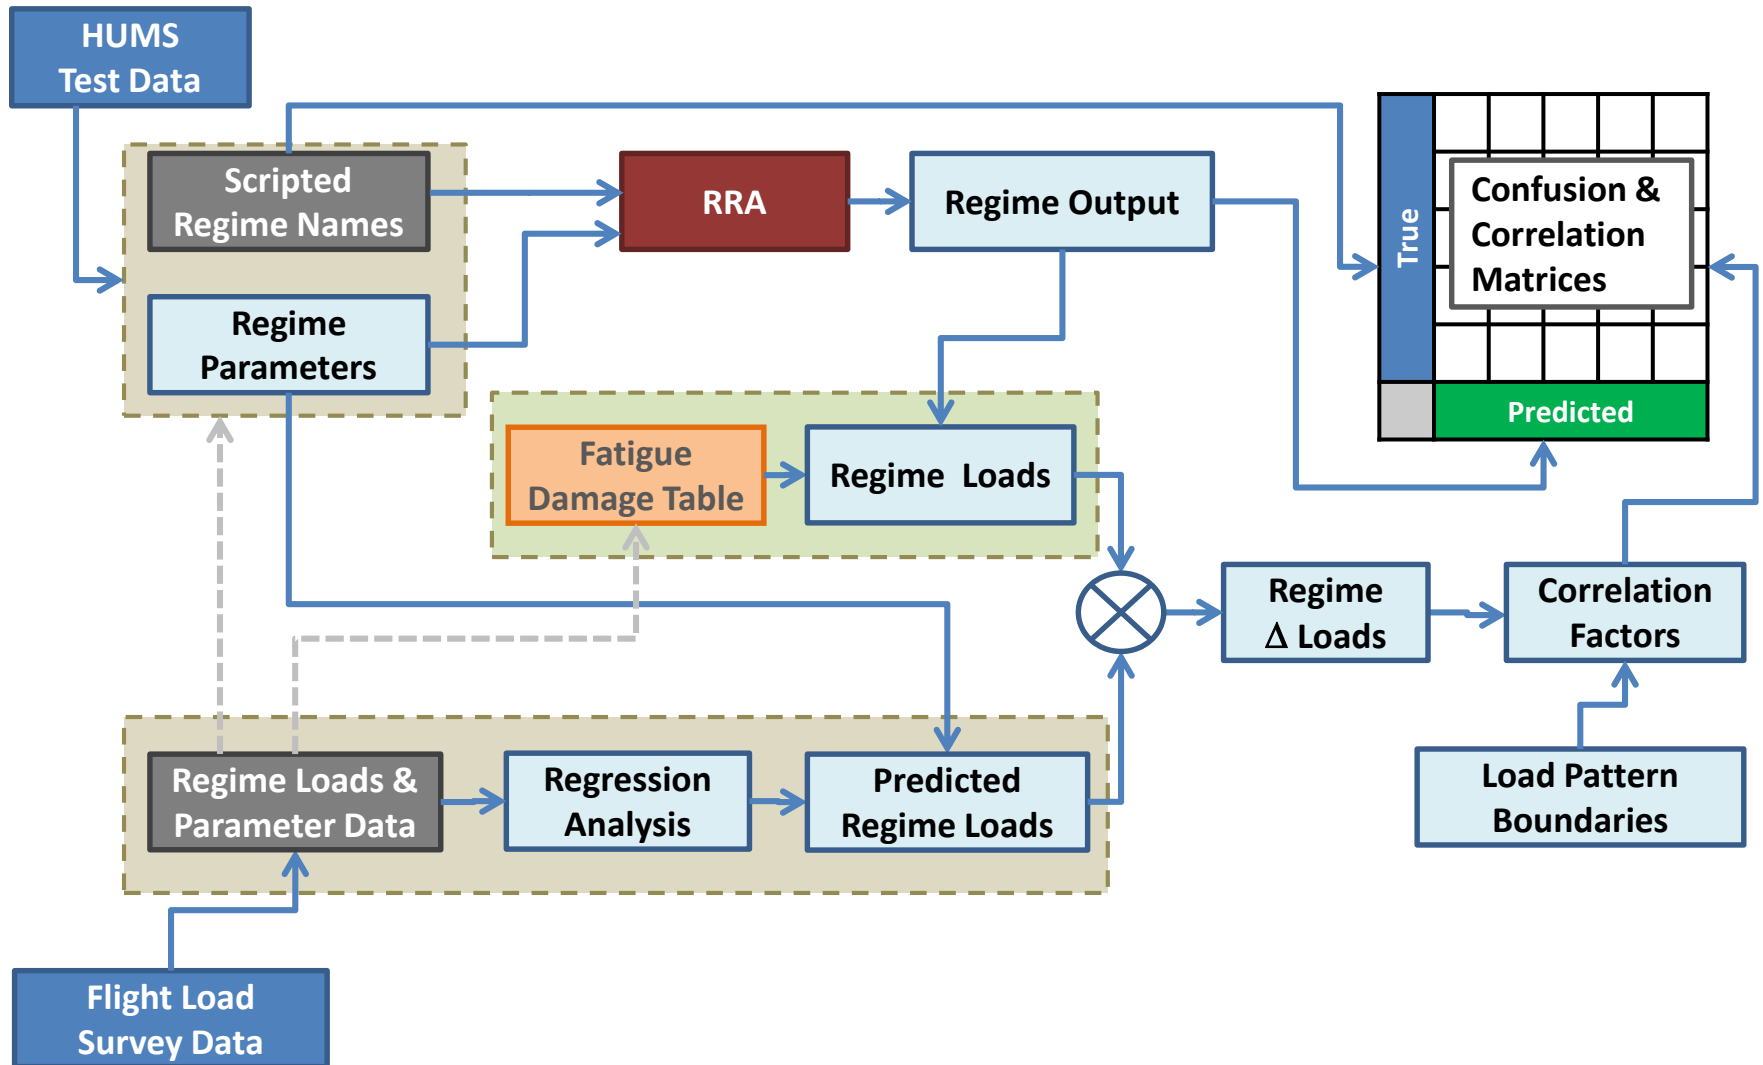 HUMS
Test Data
Scripted
Regime Names
RRA
Regime Output
True
Confusion &
Correlation
Matrices
Regime
Parameters
Predicted
Fatigue
Damage Table
Regime Loads
Regime
Δ Loads
Correlation
Factors
Regime Loads &
Parameter Data
Regression
Analysis
Predicted
Regime Loads
Load Pattern
Boundaries
Flight Load
Survey Data